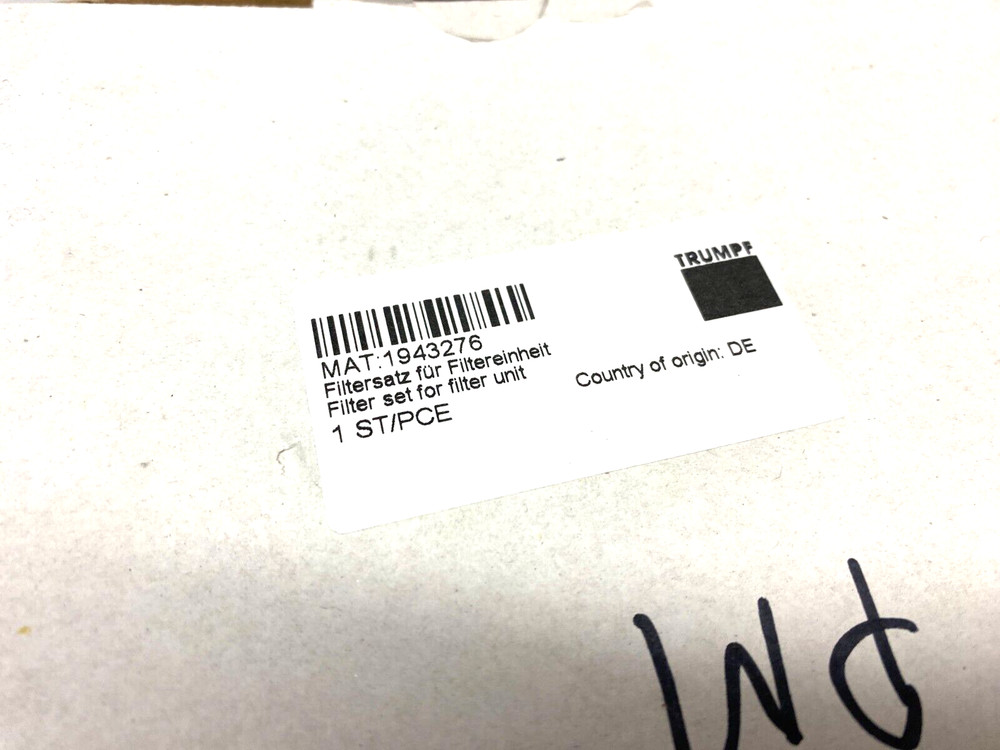 TRUMPF
MAT:1943276
Filtersatz für Filtereinheit
Filter set for filter unit
1 ST/PCE
Country of origin: DE